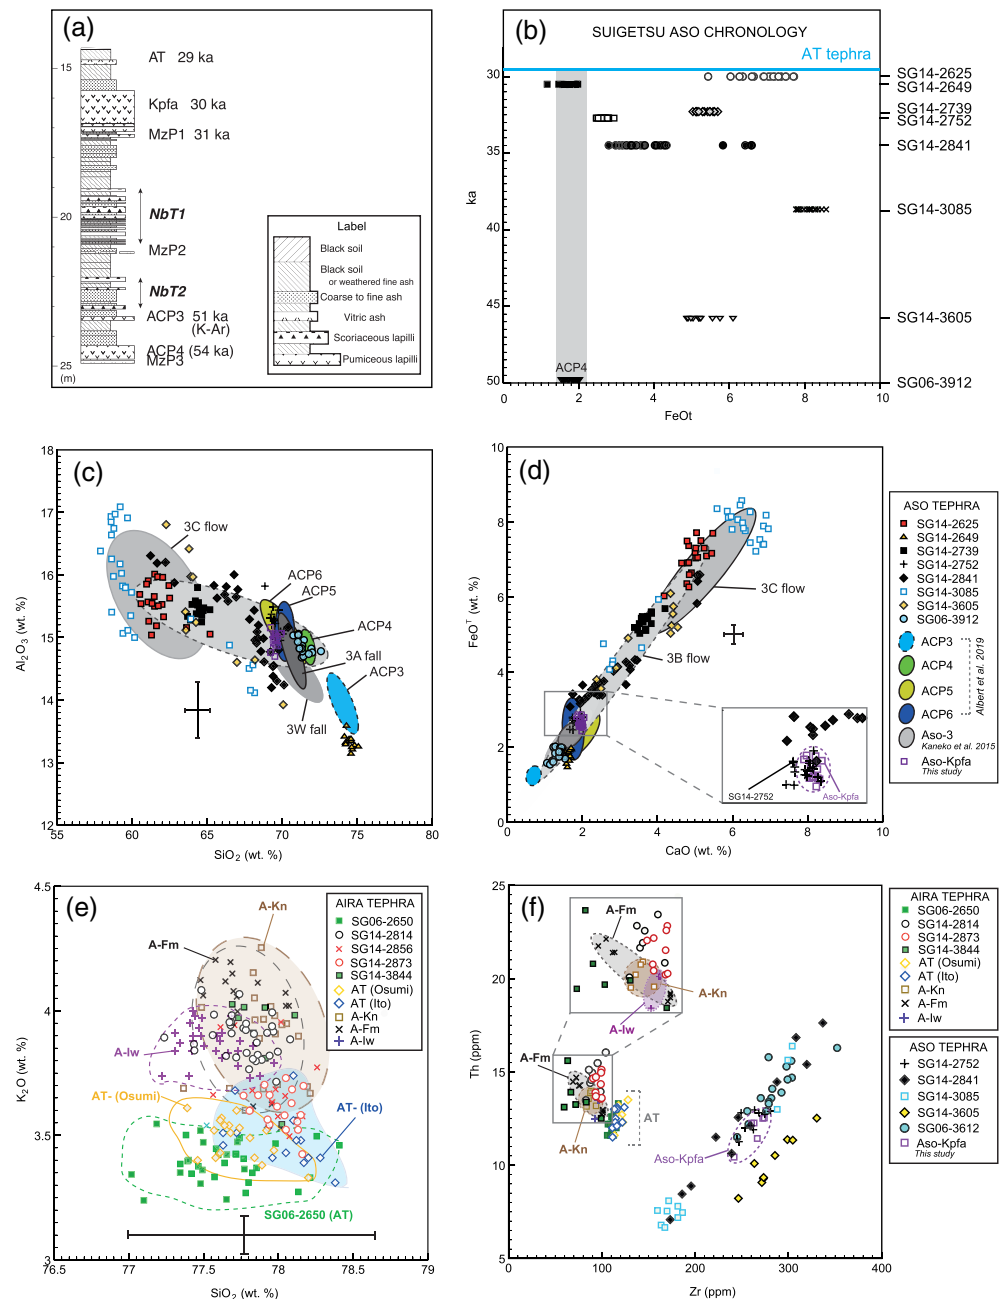 (a)
AT 29 ka
15
Kpfa 30 ka
MzP1 31 ka
NbT1
20
MzP2
NbT2
ACP3 51 ka
(K-Ar)
ACP4 (54 ka)
MzP3
25
(m)
Label
Black soil
Black soil
or weathered fine ash
Coarse to fine ash
Vitric ash
Scoriaceous lapilli
Pumiceous lapilli
(b)
SUIGETSU ASO CHRONOLOGY
AT tephra
30
35
40
45
50
ka
ACP4
0 2 4 6 8 10
FeOt
SG14-2625
SG14-2649
SG14-2739
SG14-2752
SG14-2841
SG14-3085
SG14-3605
SG06-3912
(c)
18
17
16
15
14
13
12
Al2O3 (wt. %)
3C flow
ACP6
ACP5
ACP4
3A fall
ACP3
3W fall
55 60 65 70 75 80
SiO2 (wt. %)
(d)
10
8
6
4
2
0
FeOT (wt. %)
3C flow
3B flow
SG14-2752
Aso-Kpfa
0 2 4 6 8 10
CaO (wt. %)
ASO TEPHRA
SG14-2625
SG14-2649
SG14-2739
SG14-2752
SG14-2841
SG14-3085
SG14-3605
SG06-3912
ACP3
ACP4
ACP5
ACP6
Albert et al. 2019
Aso-3
Kaneko et al. 2015
Aso-Kpfa
This study
(e)
4.5
4
3.5
3
K2O (wt. %)
A-Kn
A-Fm
A-Iw
AT- (Osumi)
AT- (Ito)
SG06-2650 (AT)
76.5 77 77.5 78 78.5 79
SiO2 (wt. %)
AIRA TEPHRA
SG06-2650
SG14-2814
SG14-2856
SG14-2873
SG14-3844
AT (Osumi)
AT (Ito)
A-Kn
A-Fm
A-Iw
(f)
25
20
15
10
5
Th (ppm)
A-Fm
A-Kn
A-Iw
A-Fm
AT
A-Kn
Aso-Kpfa
0 100 200 300 400
Zr (ppm)
AIRA TEPHRA
SG06-2650
SG14-2814
SG14-2873
SG14-3844
AT (Osumi)
AT (Ito)
A-Kn
A-Fm
A-Iw
ASO TEPHRA
SG14-2752
SG14-2841
SG14-3085
SG14-3605
SG06-3612
Aso-Kpfa
This study